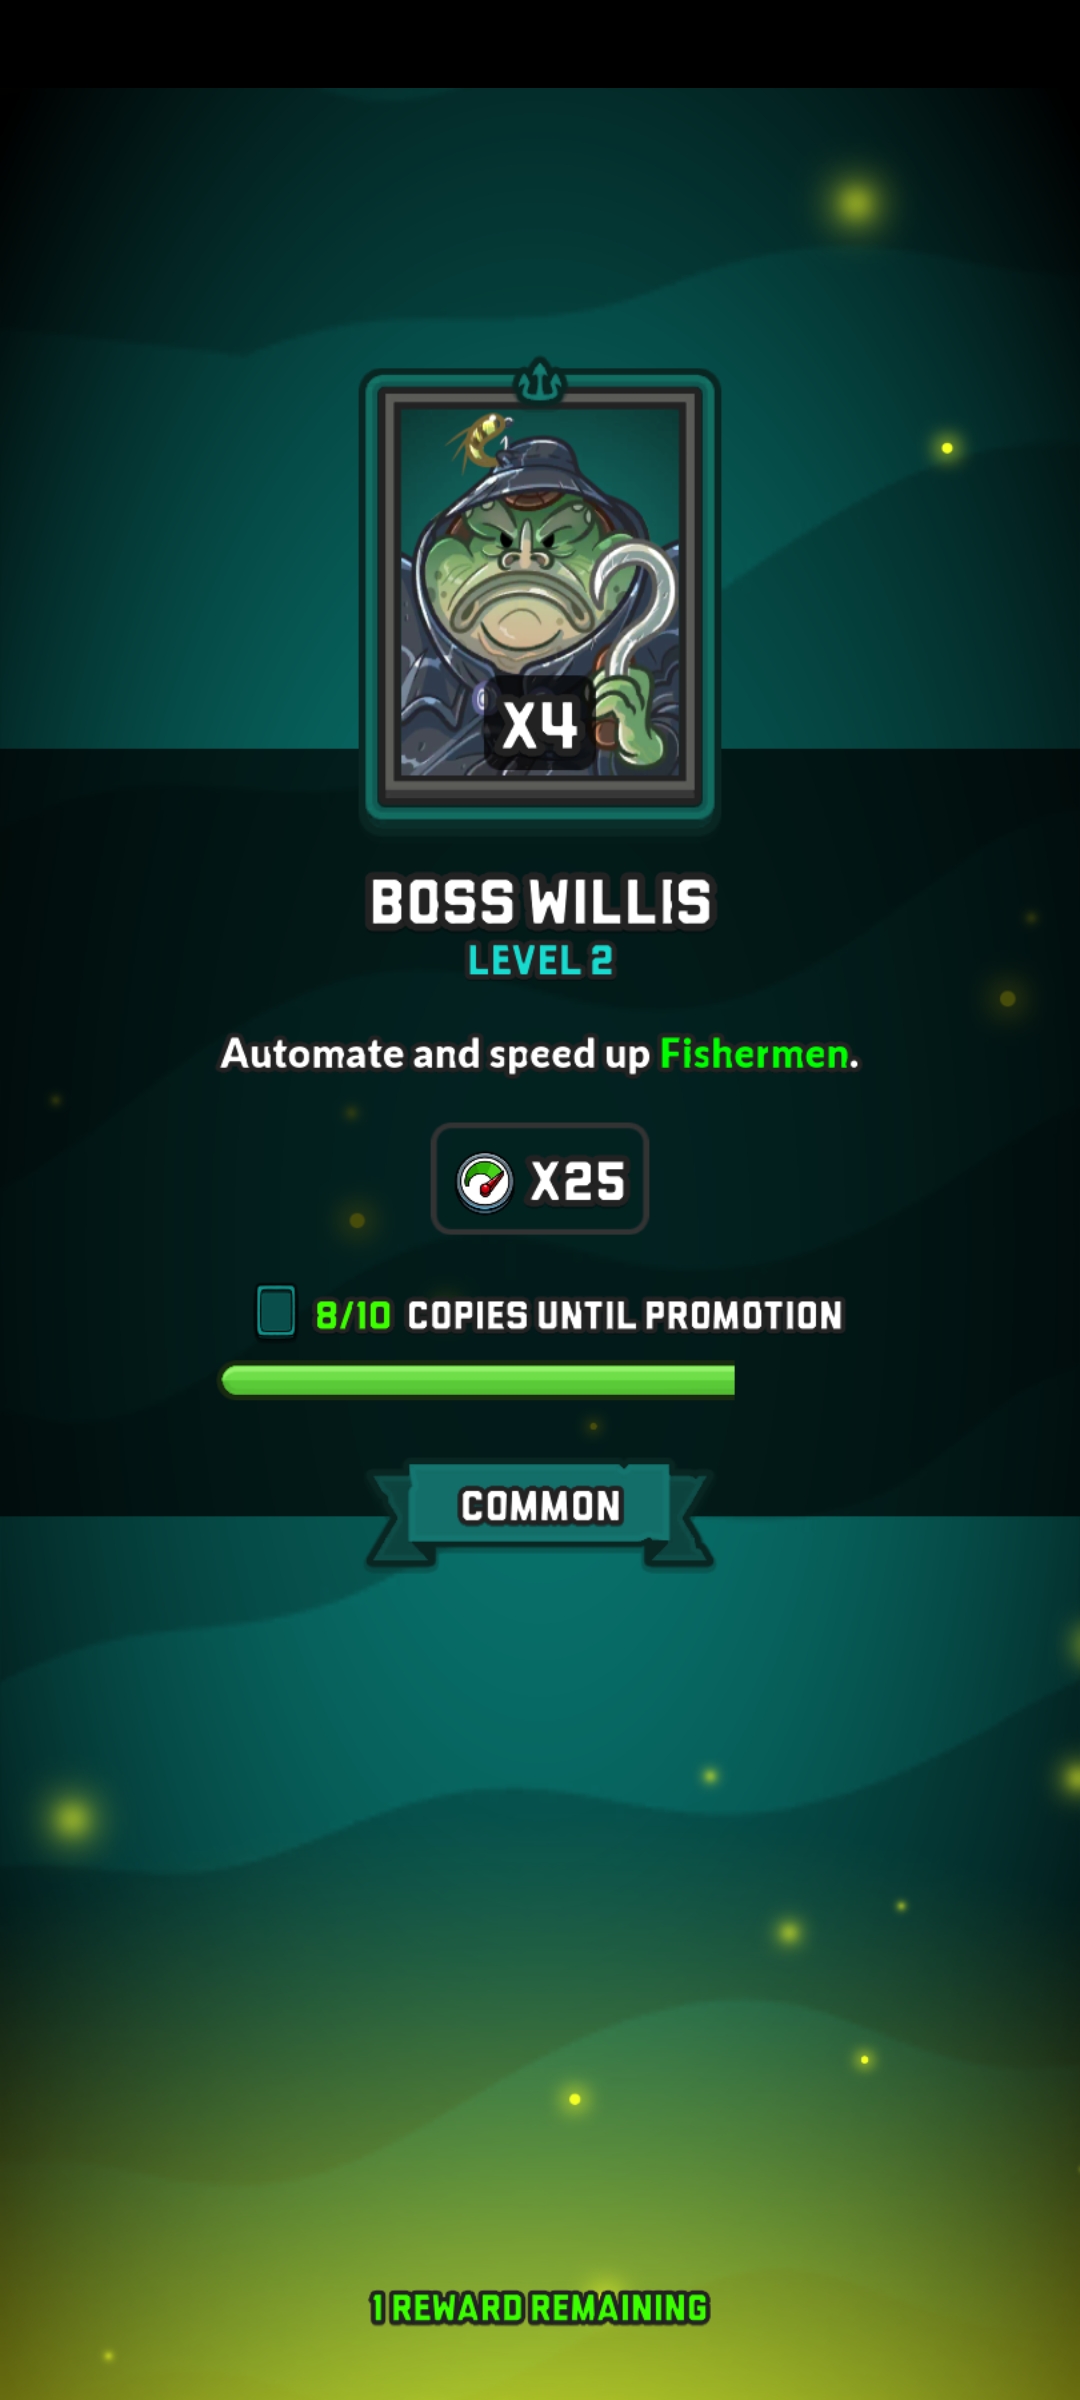 X4
BOSS WILLIS
LEVEL 2
Automate and speed up Fishermen.
X25
8/10 COPIES UNTIL PROMOTION
COMMON
1 REWARD REMAINING